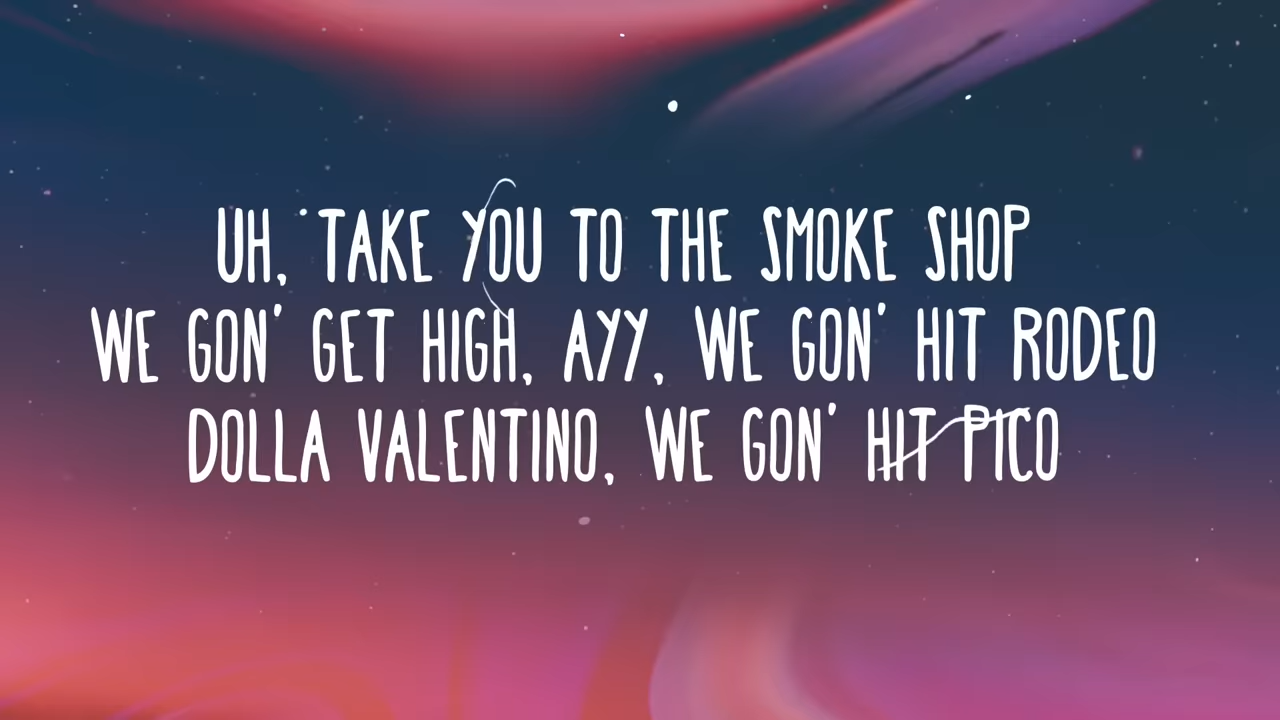 UH, TAKE YOU TO THE SMOKE SHOP
WE GON' GET HIGH, AYY, WE GON' HIT RODEO
DOLLA VALENTINO, WE GON' HIT PICO